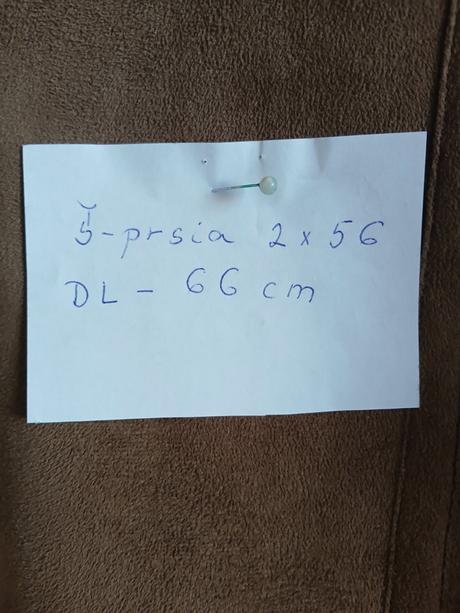 Š-prsia 2 x 56
DL - 66 cm